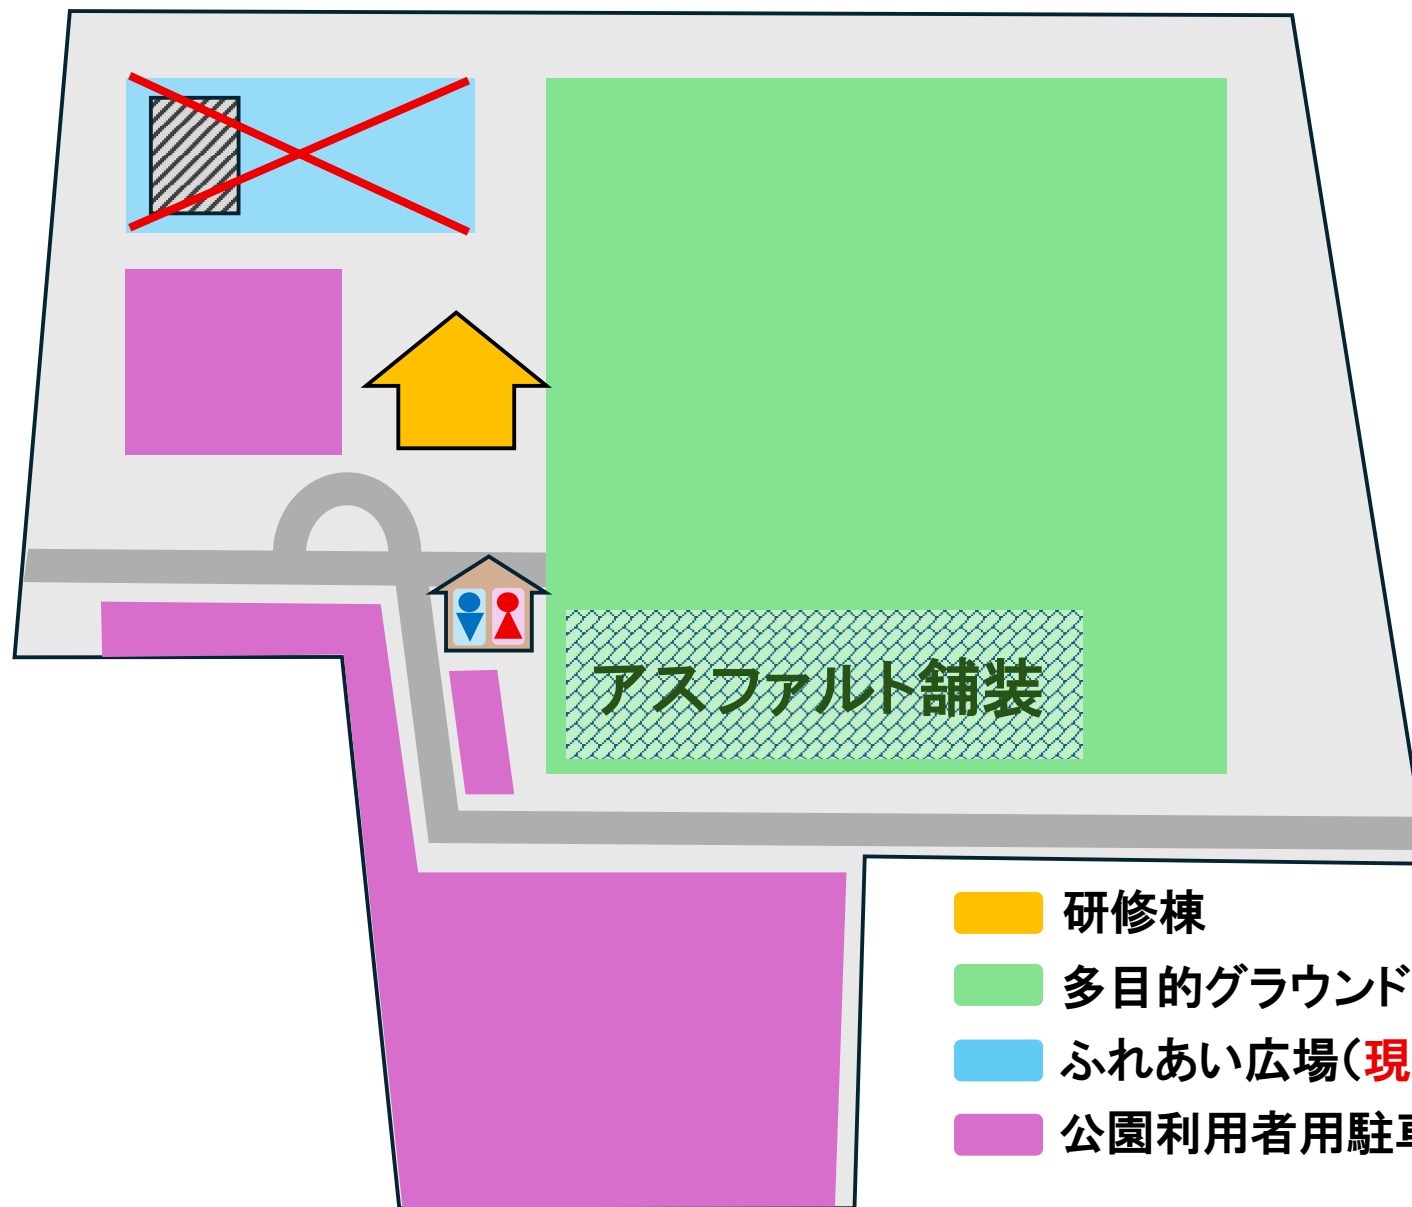 アスファルト舗装
研修棟
多目的グラウンド
ふれあい広場(現
公園利用者用駐車